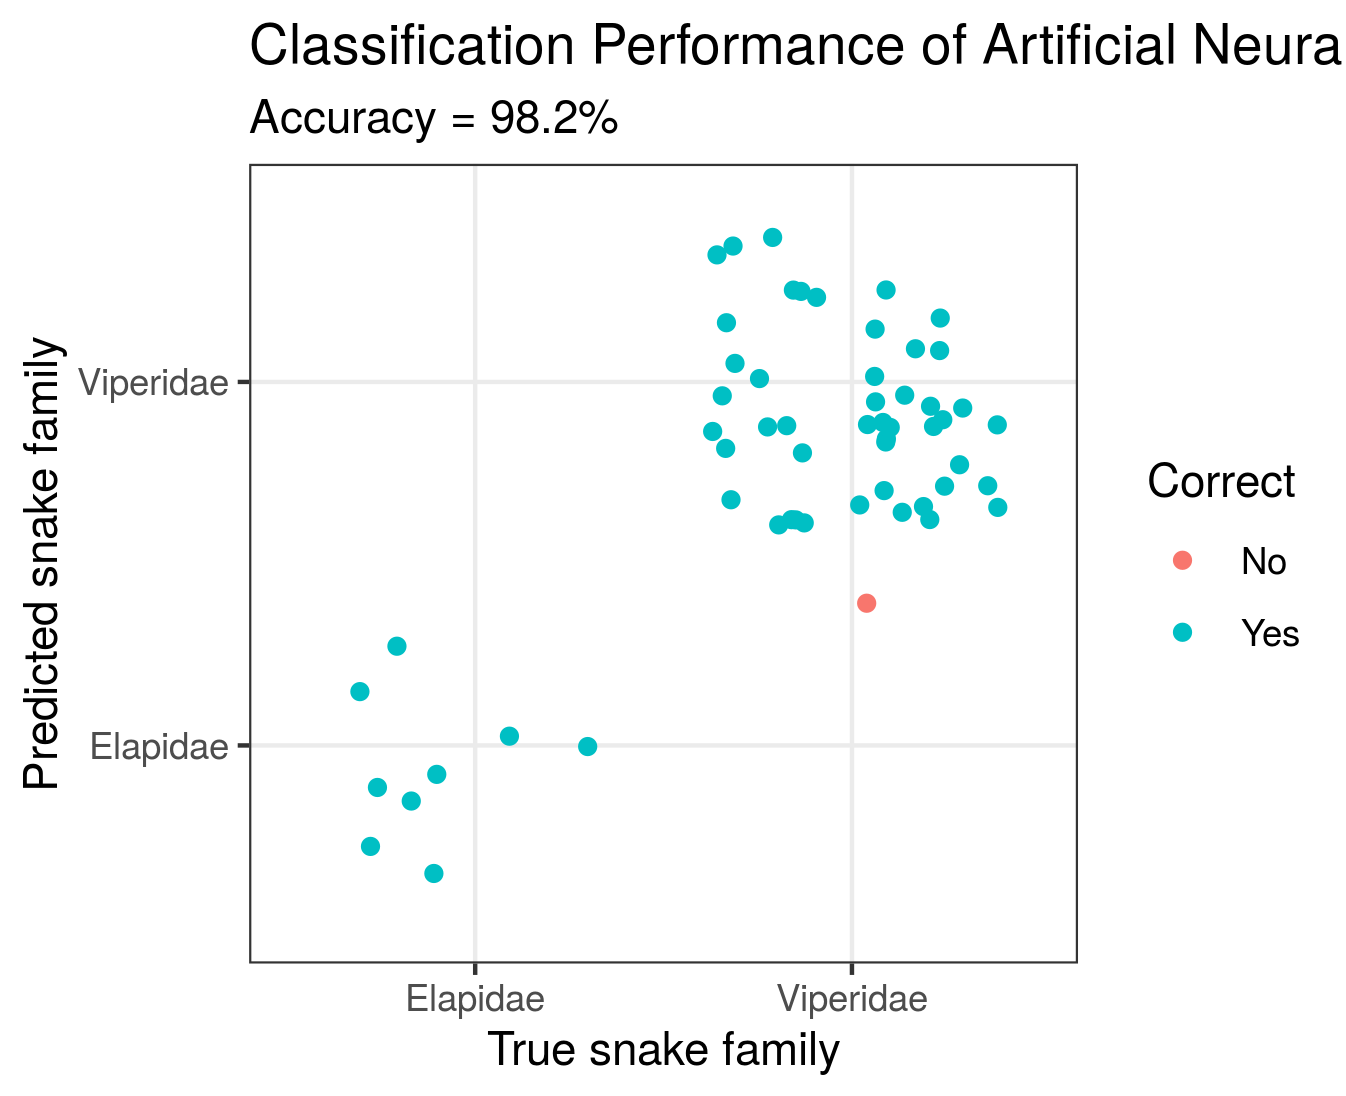 Classification Performance of Artificial Neura
Accuracy = 98.2%
Predicted snake family
Viperidae
Elapidae
Elapidae
Viperidae
True snake family
Correct
No
Yes